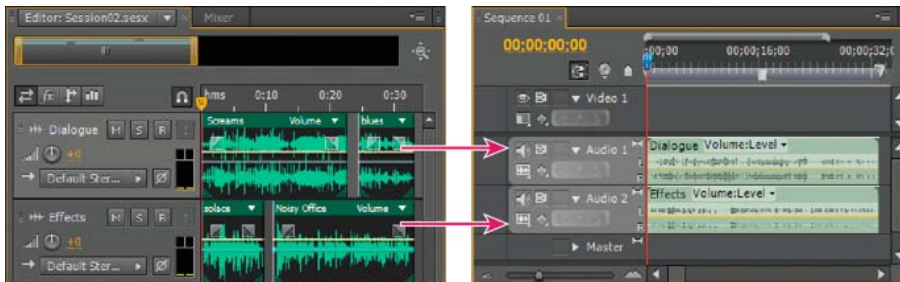 Editor: Session02.sesx
Mixer
hms 0:10 0:20 0:30
Dialogue M S R I
+0
Default Ster...
Screams Volume
blues
Effects M S R I
+0
Default Ster...
solace
Noisy Office Volume
Sequence 01
00;00;00;00
;00;00 00;00;16;00 00;00;32;0
Video 1
Audio 1
Dialogue Volume:Level
L
R
Audio 2
Effects Volume:Level
L
R
Master